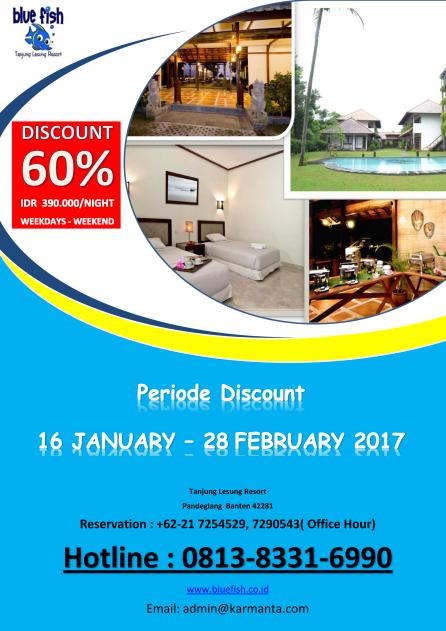 blue fish
Tanjung Lesung Resort
DISCOUNT
60%
IDR 390.000/NIGHT
WEEKDAYS - WEEKEND
Periode Discount
16 JANUARY – 28 FEBRUARY 2017
Tanjung Lesung Resort
Pandeglang Banten 42281
Reservation : +62-21 7254529, 7290543( Office Hour)
Hotline : 0813-8331-6990
www.bluefish.co.id
Email: admin@karmanta.com